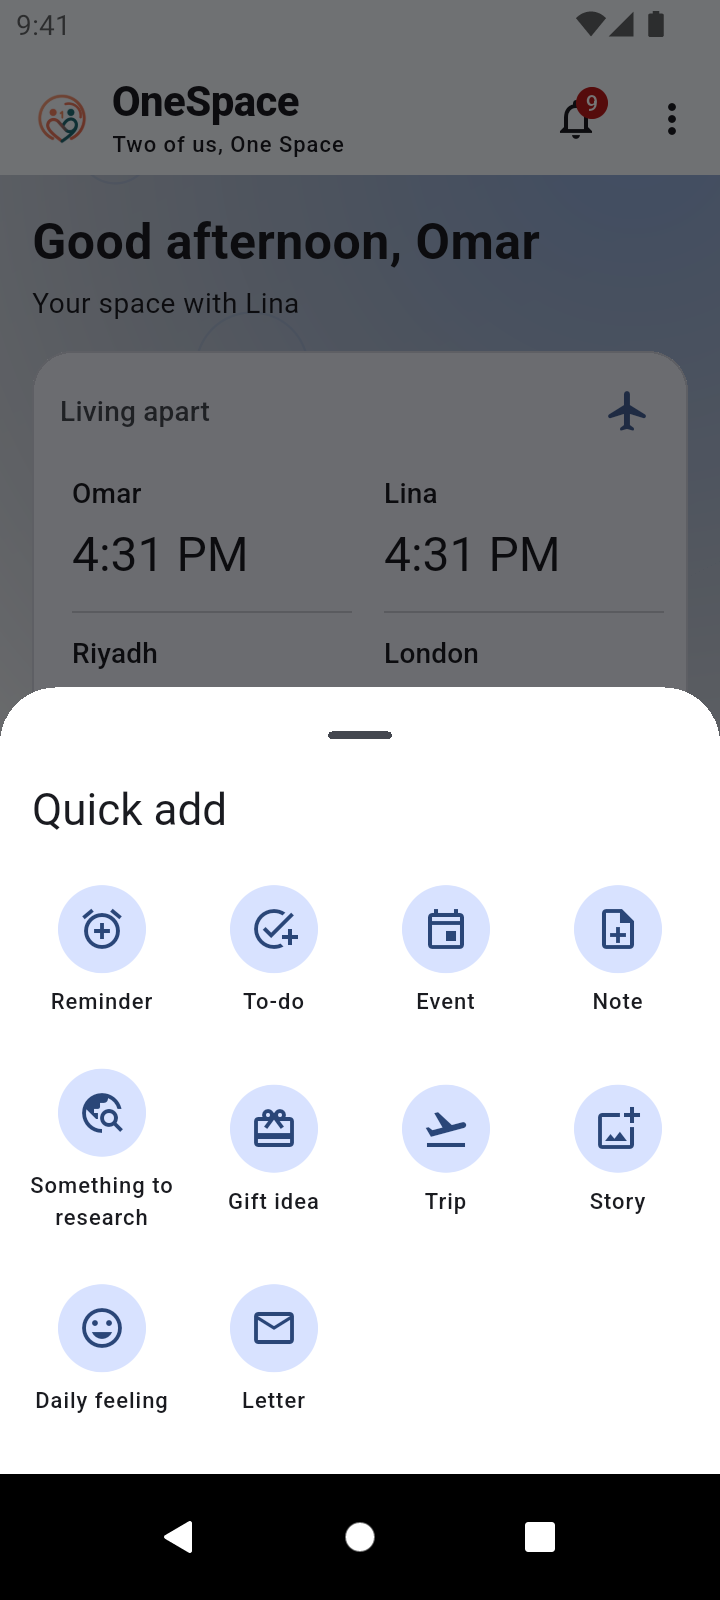 9:41
OneSpace
9
Two of us, One Space
Good afternoon, Omar
Your space with Lina
Living apart
Omar
Lina
4:31 PM
4:31 PM
Riyadh
London
Quick add
Reminder
To-do
Event
Note
Something to
research
Gift idea
Trip
Story
Daily feeling
Letter